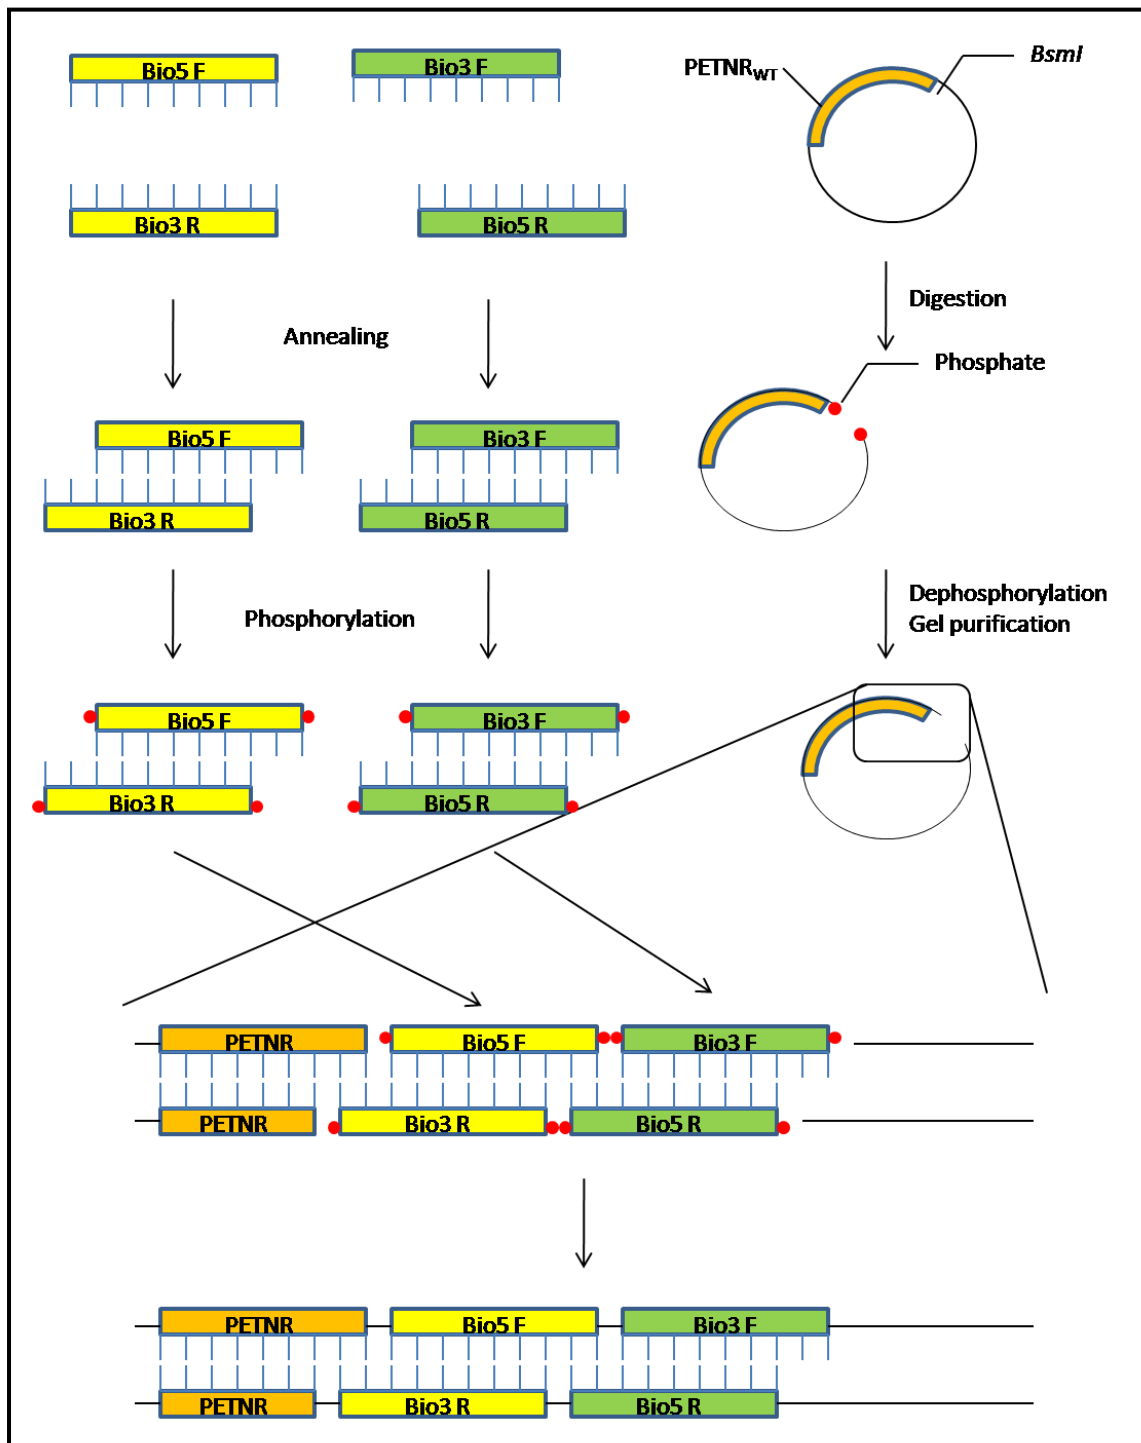 Bio5 F
Bio3 F
PETNRWT
BsmI
Bio3 R
Bio5 R
Digestion
Annealing
Phosphate
Bio5 F
Bio3 F
Bio3 R
Bio5 R
Phosphorylation
Dephosphorylation
Gel purification
Bio5 F
Bio3 F
Bio3 R
Bio5 R
PETNR
Bio5 F
Bio3 F
PETNR
Bio3 R
Bio5 R
PETNR
Bio5 F
Bio3 F
PETNR
Bio3 R
Bio5 R